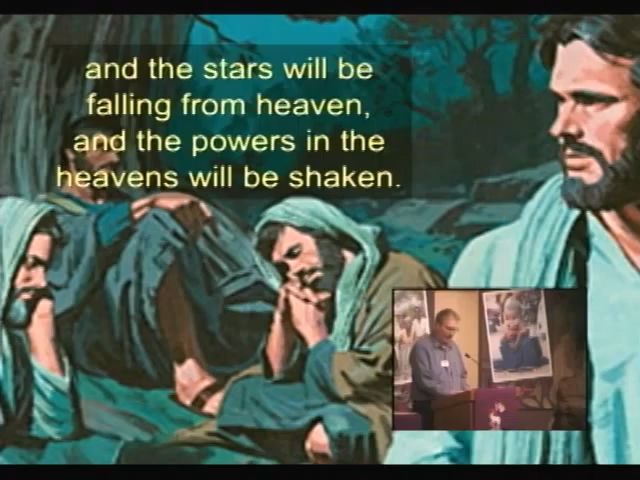 and the stars will be
falling from heaven,
and the powers in the
heavens will be shaken.